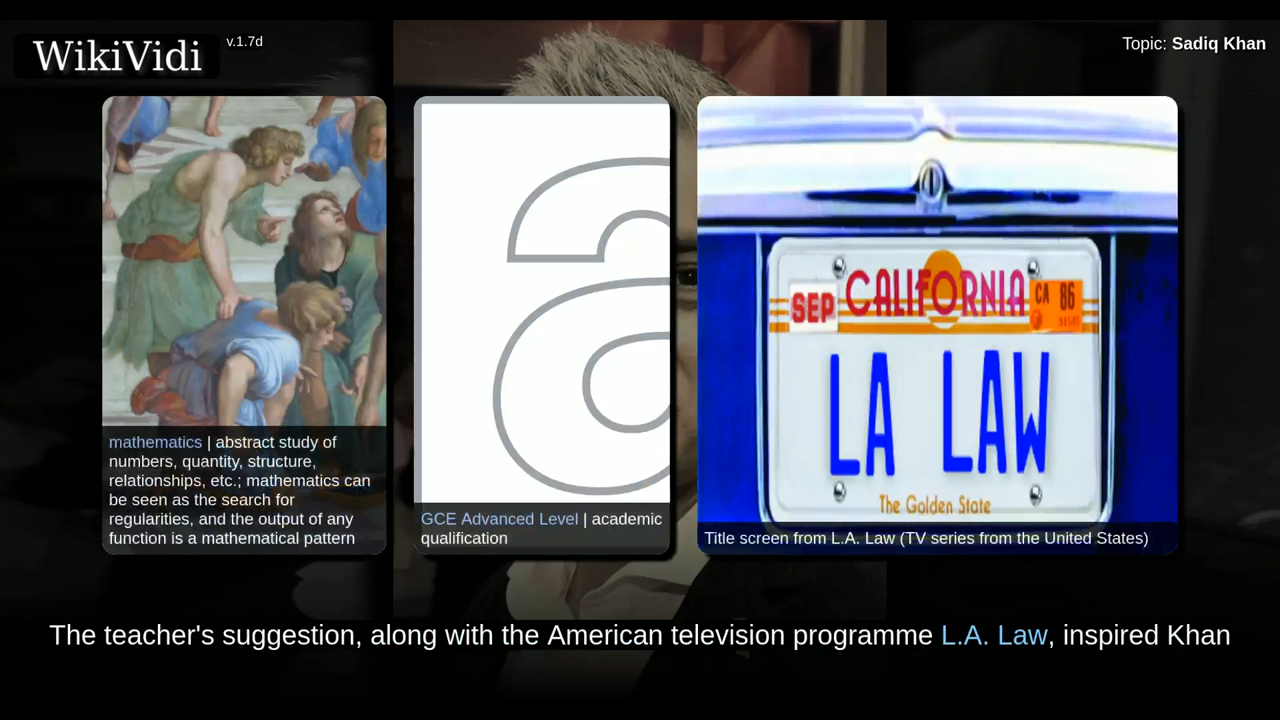 WikiVidi v.1.7d
Topic: Sadiq Khan
mathematics | abstract study of
numbers, quantity, structure,
relationships, etc.; mathematics can
be seen as the search for
regularities, and the output of any
function is a mathematical pattern
a
GCE Advanced Level | academic
qualification
SEP CALIFORNIA CA 86
LA LAW
The Golden State
Title screen from L.A. Law (TV series from the United States)
The teacher's suggestion, along with the American television programme L.A. Law, inspired Khan